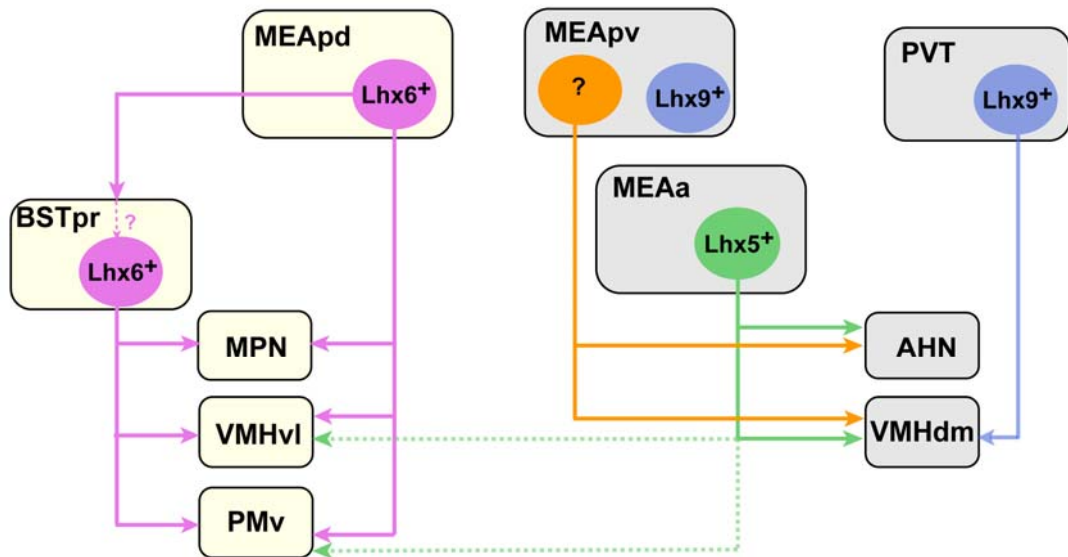 MEApd
Lhx6+
MEApv
?
Lhx9+
PVT
Lhx9+
MEAa
Lhx5+
BSTpr
?
Lhx6+
MPN
AHN
VMHvl
VMHdm
PMv